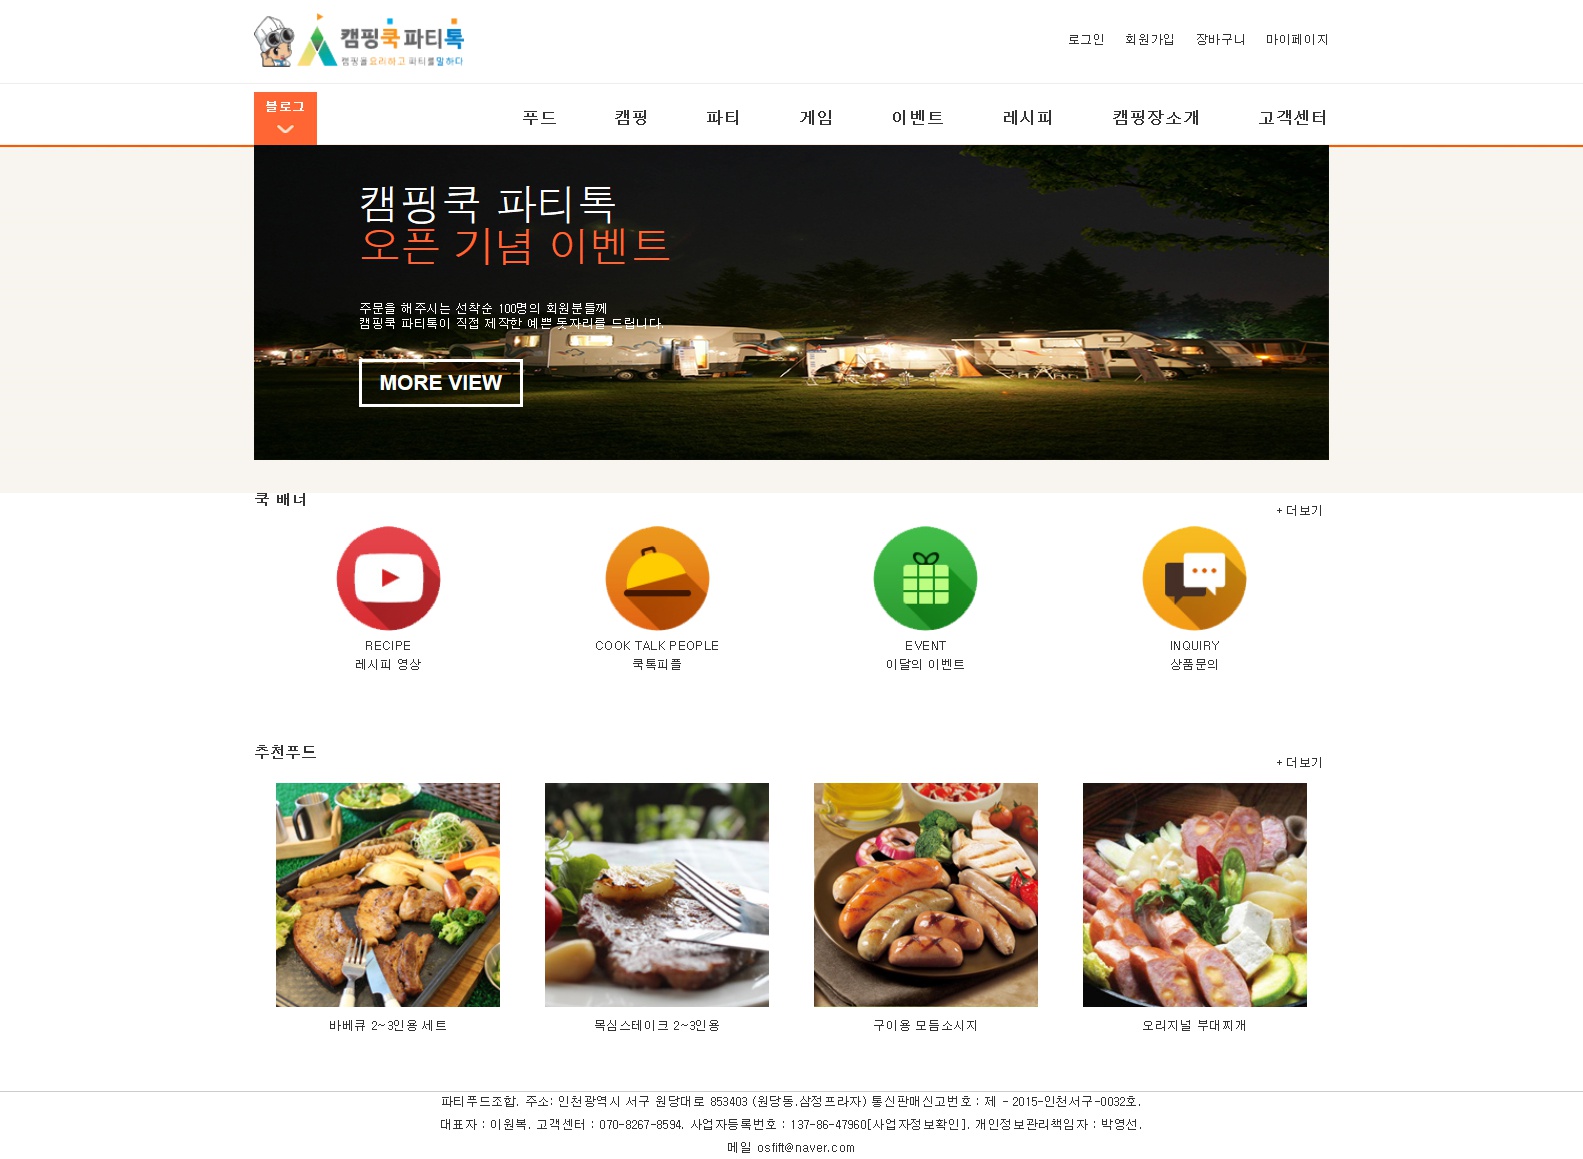 캠핑쿡파티톡
캠핑을요리하고 파티를말하다
로그인 회원가입 장바구니 마이페이지
블로그
푸드 캠핑 파티 게임 이벤트 레시피 캠핑장소개 고객센터
캠핑쿡 파티톡
오픈 기념 이벤트
주문을 해주시는 선착순 100명의 회원분들께
캠핑쿡 파티톡이 직접 제작한 예쁜 돗자리를 드립니다.
MORE VIEW
쿡 배너
+ 더보기
RECIPE
레시피 영상
COOK TALK PEOPLE
쿡톡피플
EVENT
이달의 이벤트
INQUIRY
상품문의
추천푸드
+ 더보기
바베큐 2~3인용 세트
목심스테이크 2~3인용
구이용 모듬소시지
오리지널 부대찌개
파티푸드조합. 주소: 인천광역시 서구 원당대로 853403 (원당동.삼정프라자) 통신판매신고번호 : 제 - 2015-인천서구-0032호.
대표자 : 이원복. 고객센터 : 070-8267-8594. 사업자등록번호 : 137-86-47960[사업자정보확인]. 개인정보관리책임자 : 박영선.
메일 osfift@naver.com